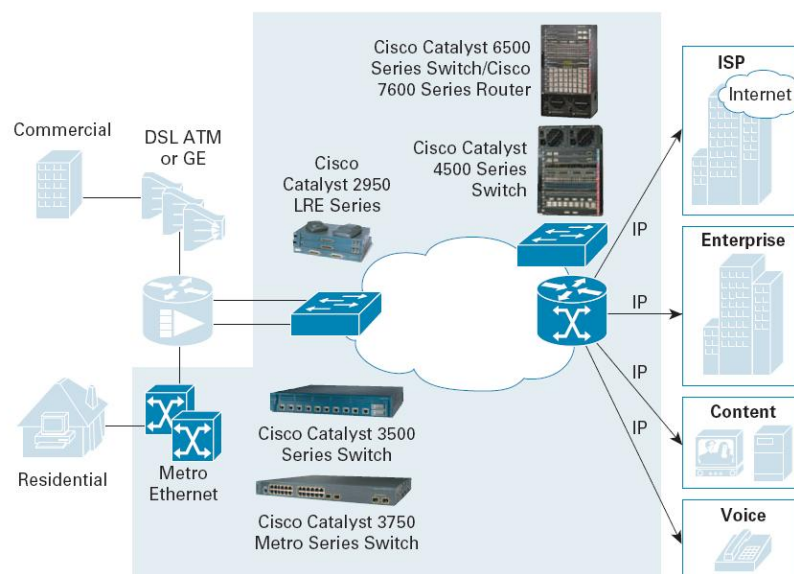 Cisco Catalyst 6500
Series Switch/Cisco
7600 Series Router
ISP
Internet
Commercial
DSL ATM
or GE
Cisco
Catalyst 2950
LRE Series
Cisco Catalyst
4500 Series
Switch
IP
Enterprise
IP
IP
IP
Content
Cisco Catalyst 3500
Series Switch
Residential
Metro
Ethernet
Cisco Catalyst 3750
Metro Series Switch
Voice